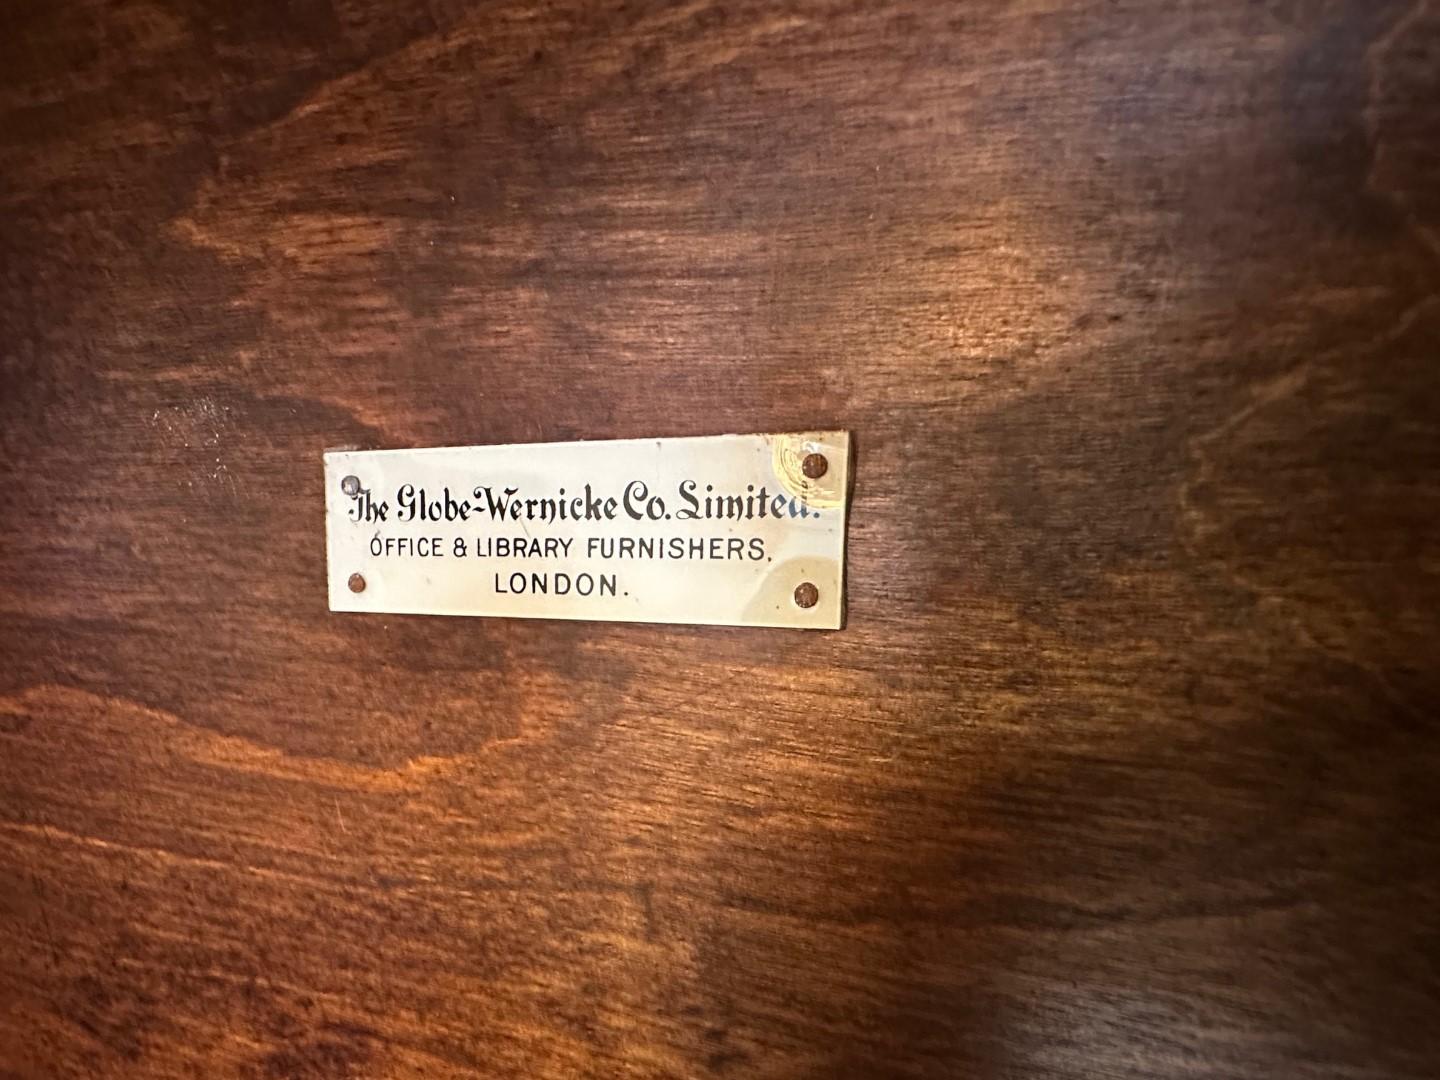 The Globe-Wernicke Co. Limited.
OFFICE & LIBRARY FURNISHERS.
LONDON.